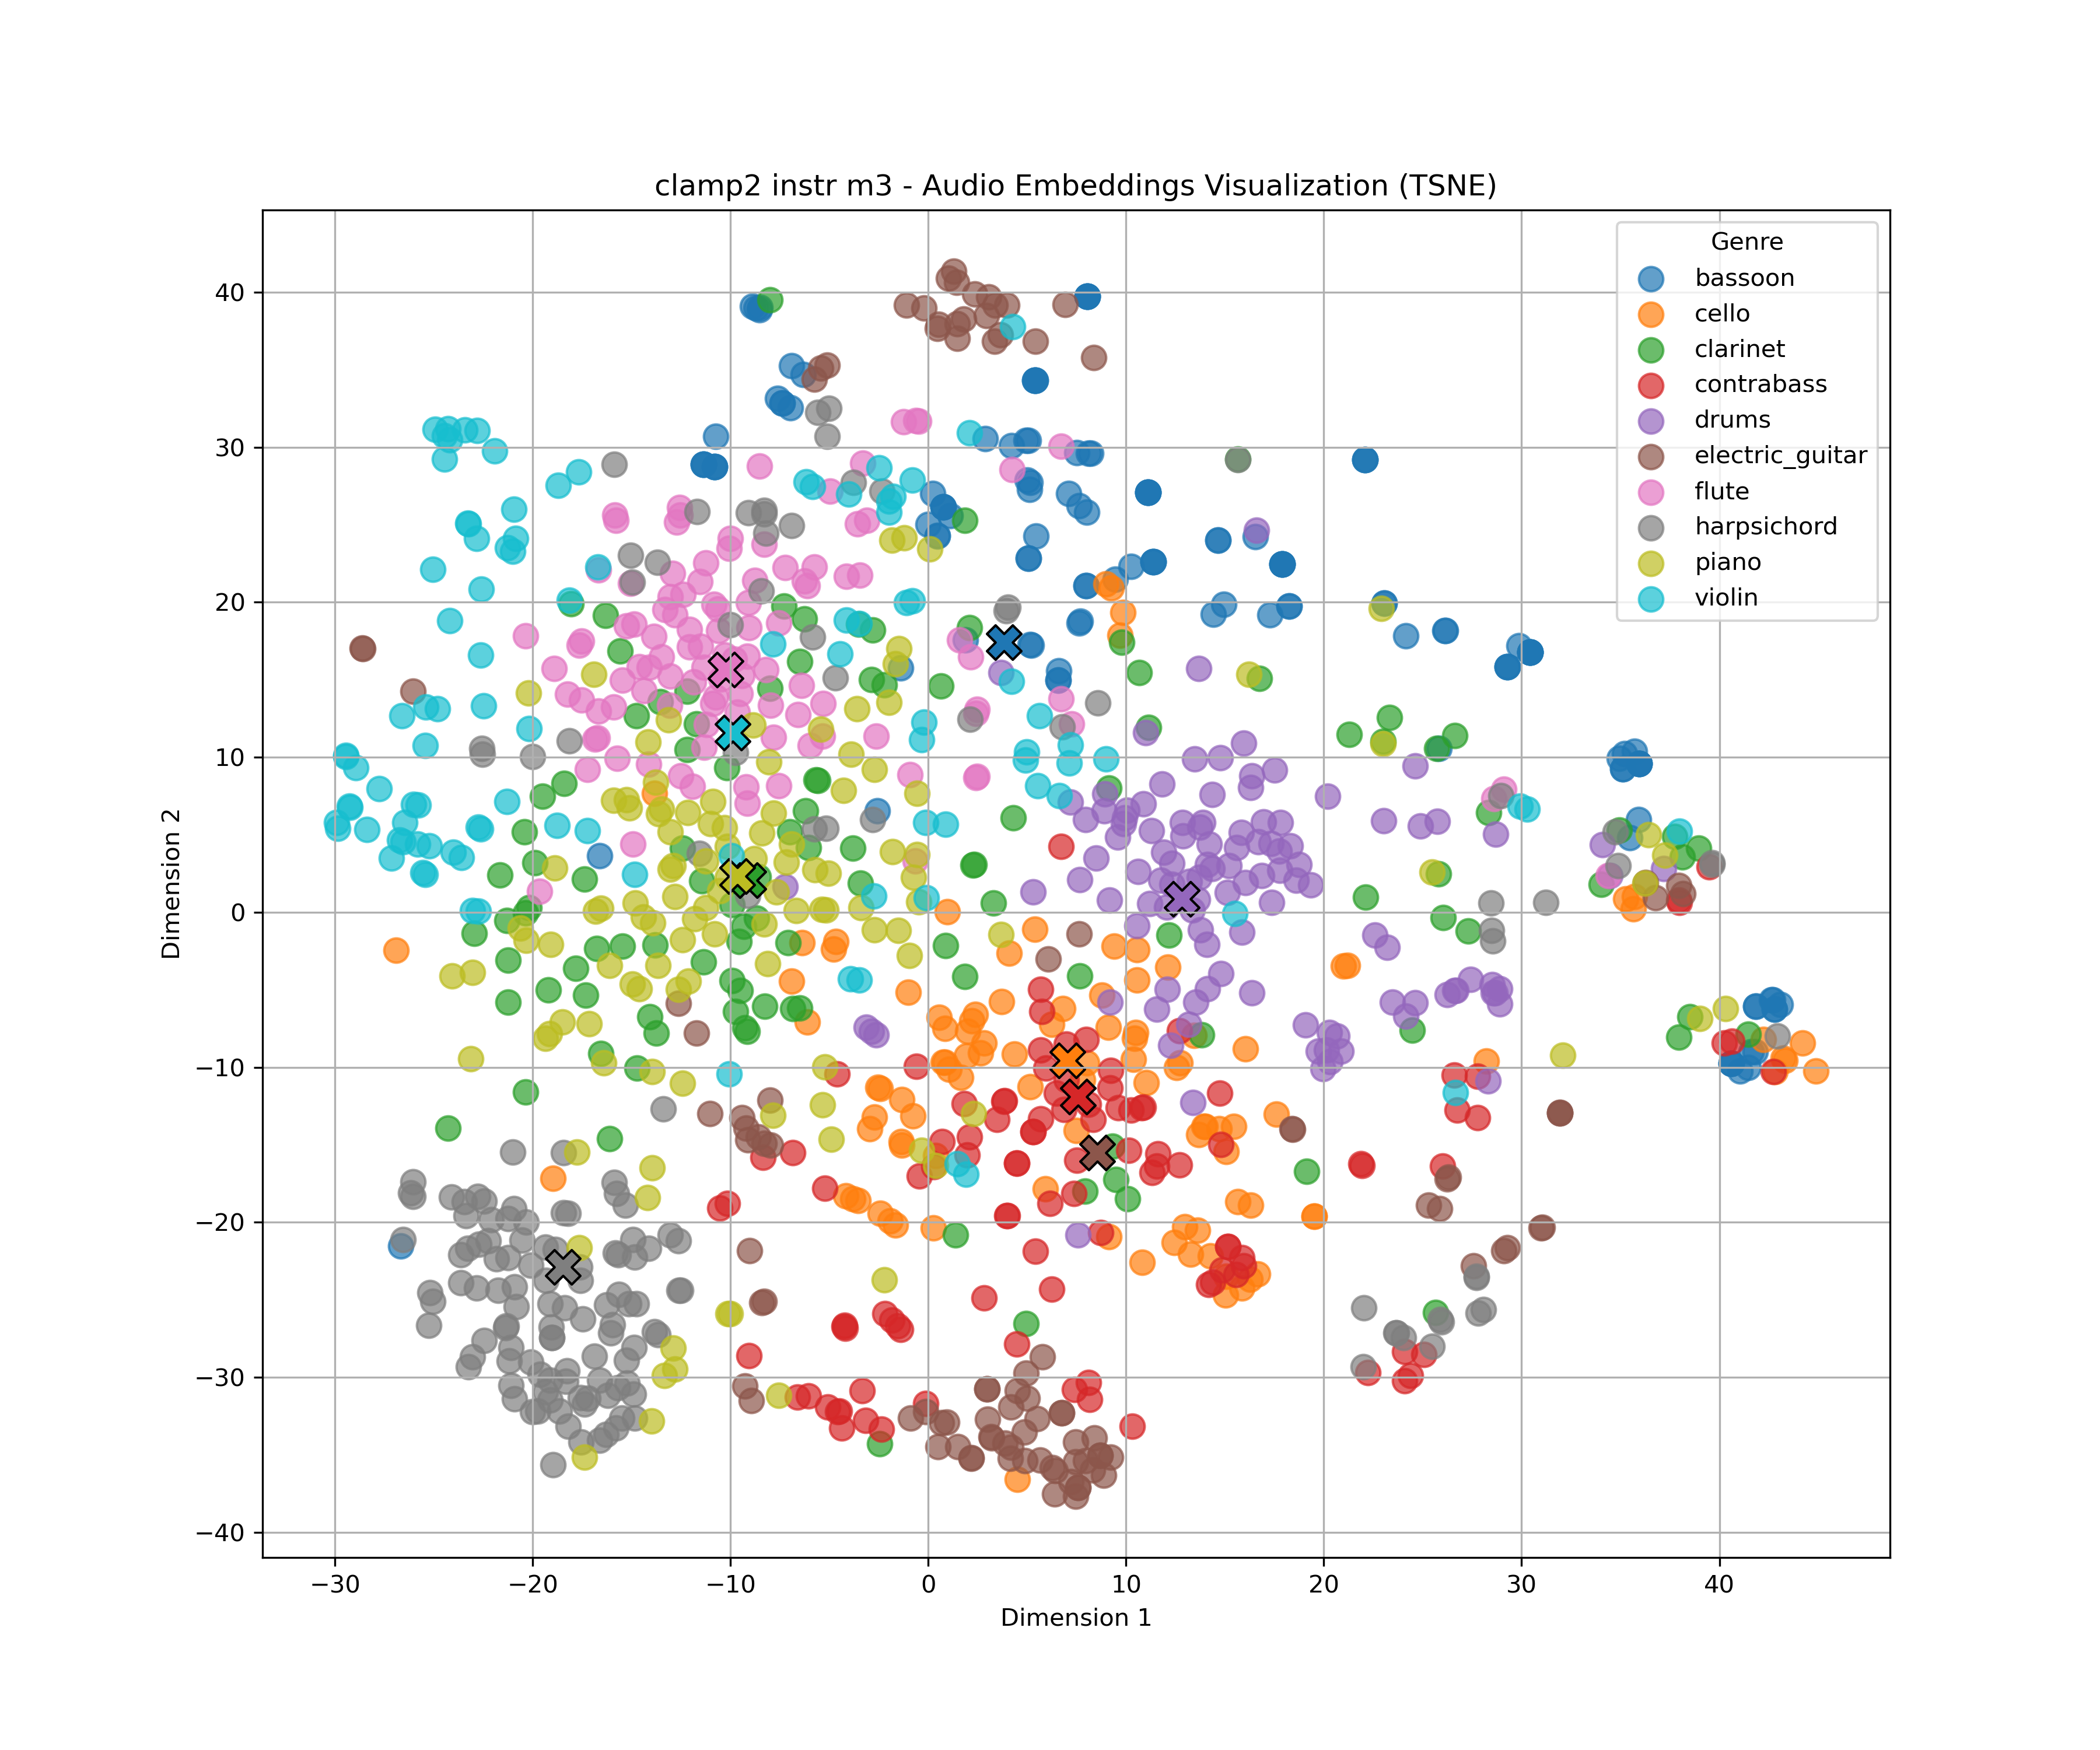 clamp2 instr m3 - Audio Embeddings Visualization (TSNE)
Genre
bassoon
cello
clarinet
contrabass
drums
electric_guitar
flute
harpsichord
piano
violin
40
30
20
10
0
−10
−20
−30
−40
Dimension 2
−30 −20 −10 0 10 20 30 40
Dimension 1